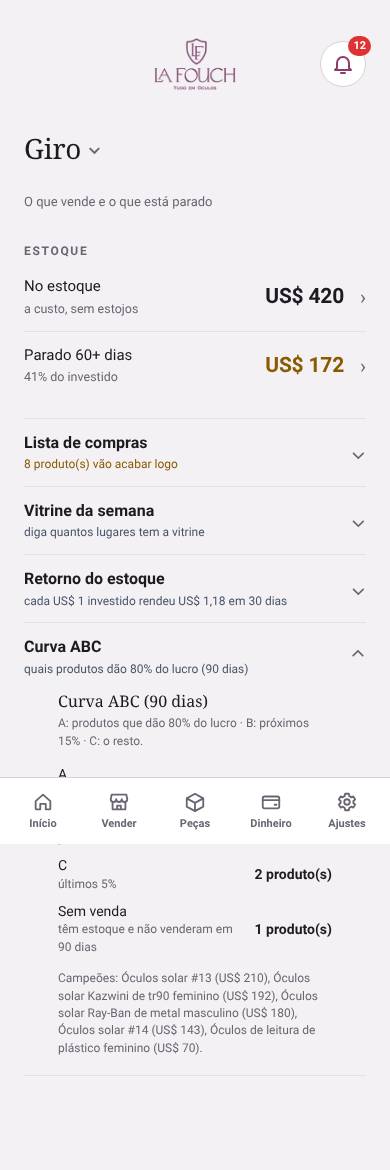 LF
LA FOUCH
Tudo em Óculos
12
Giro
O que vende e o que está parado
ESTOQUE
No estoque
a custo, sem estojos
US$ 420
Parado 60+ dias
41% do investido
US$ 172
Lista de compras
8 produto(s) vão acabar logo
Vitrine da semana
diga quantos lugares tem a vitrine
Retorno do estoque
cada US$ 1 investido rendeu US$ 1,18 em 30 dias
Curva ABC
quais produtos dão 80% do lucro (90 dias)
Curva ABC (90 dias)
A: produtos que dão 80% do lucro · B: próximos
15% · C: o resto.
A
Início
Vender
Peças
Dinheiro
Ajustes
C
últimos 5%
2 produto(s)
Sem venda
têm estoque e não venderam em
90 dias
1 produto(s)
Campeões: Óculos solar #13 (US$ 210), Óculos
solar Kazwini de tr90 feminino (US$ 192), Óculos
solar Ray-Ban de metal masculino (US$ 180),
Óculos solar #14 (US$ 143), Óculos de leitura de
plástico feminino (US$ 70).